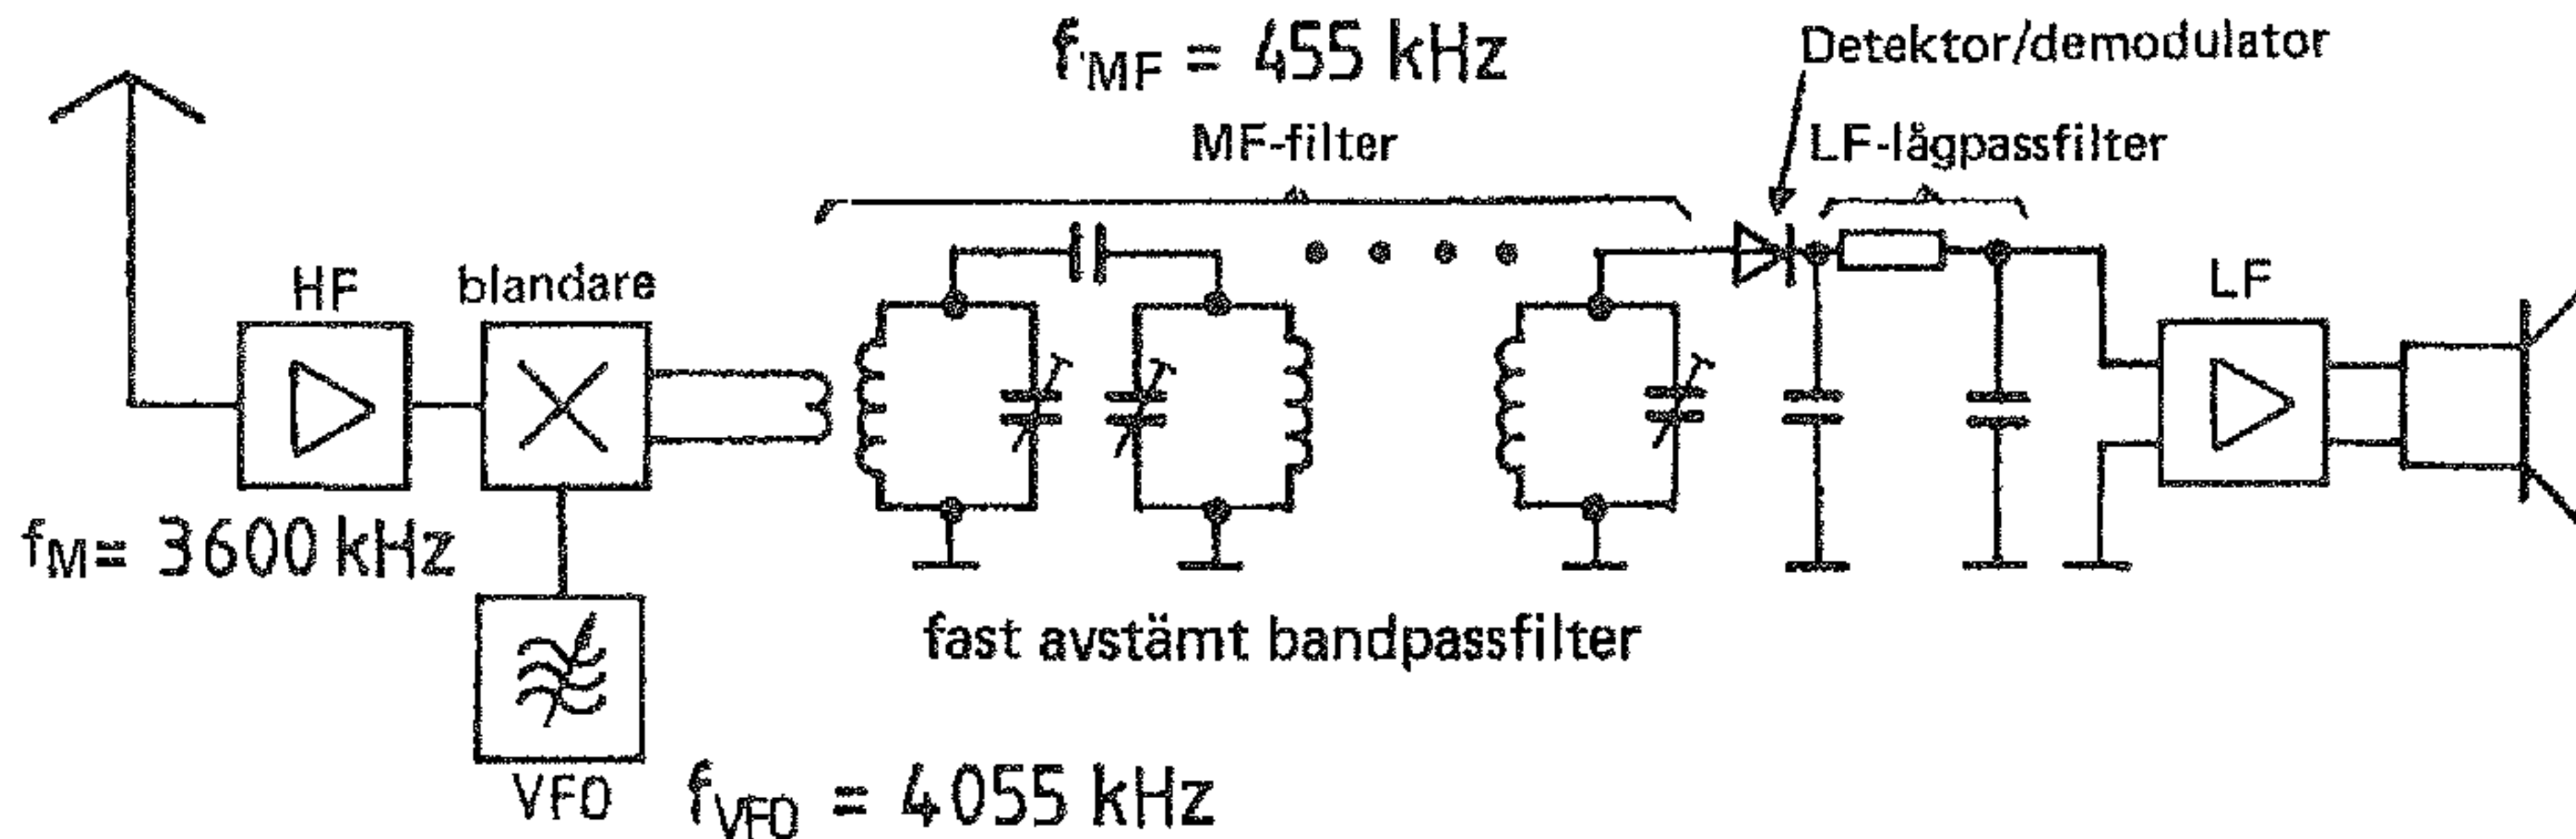 f_MF = 455 kHz
Detektor/demodulator
MF-filter
LF-lågpassfilter
HF
blandare
LF
f_M = 3600 kHz
fast avstämt bandpassfilter
VFO
f_VFO = 4055 kHz